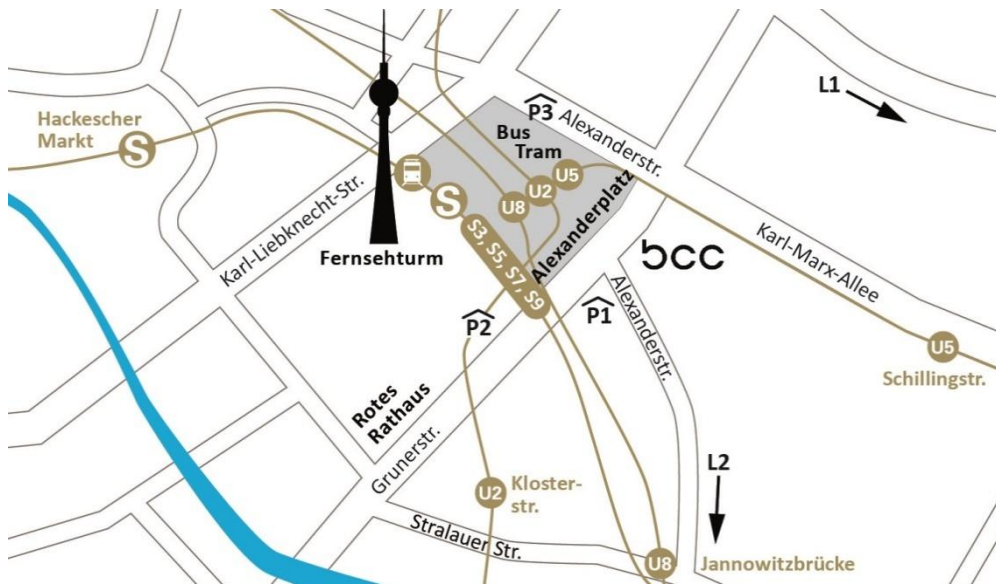 Hackescher
Markt
S
Karl-Liebknecht-Str.
Fernsehturm
P3
Alexanderstr.
Bus
Tram
U5
U2
U8
S
S3, S5, S7, S9
Alexanderplatz
L1
bcc
Karl-Marx-Allee
U5
Schillingstr.
P2
P1
Alexanderstr.
Rotes
Rathaus
Grunerstr.
U2
Kloster-
str.
Stralauer Str.
L2
U8
Jannowitzbrücke